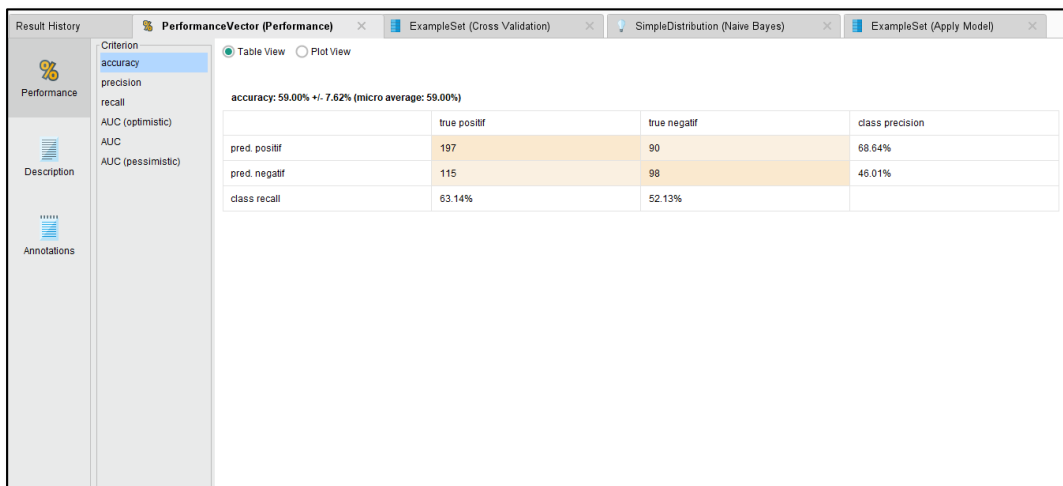 Result History
PerformanceVector (Performance)
ExampleSet (Cross Validation)
SimpleDistribution (Naive Bayes)
ExampleSet (Apply Model)
%
Performance
Description
Annotations
Criterion
accuracy
precision
recall
AUC (optimistic)
AUC
AUC (pessimistic)
Table View Plot View
accuracy: 59.00% +/- 7.62% (micro average: 59.00%)
true positif true negatif class precision
pred. positif 197 90 68.64%
pred. negatif 115 98 46.01%
class recall 63.14% 52.13%